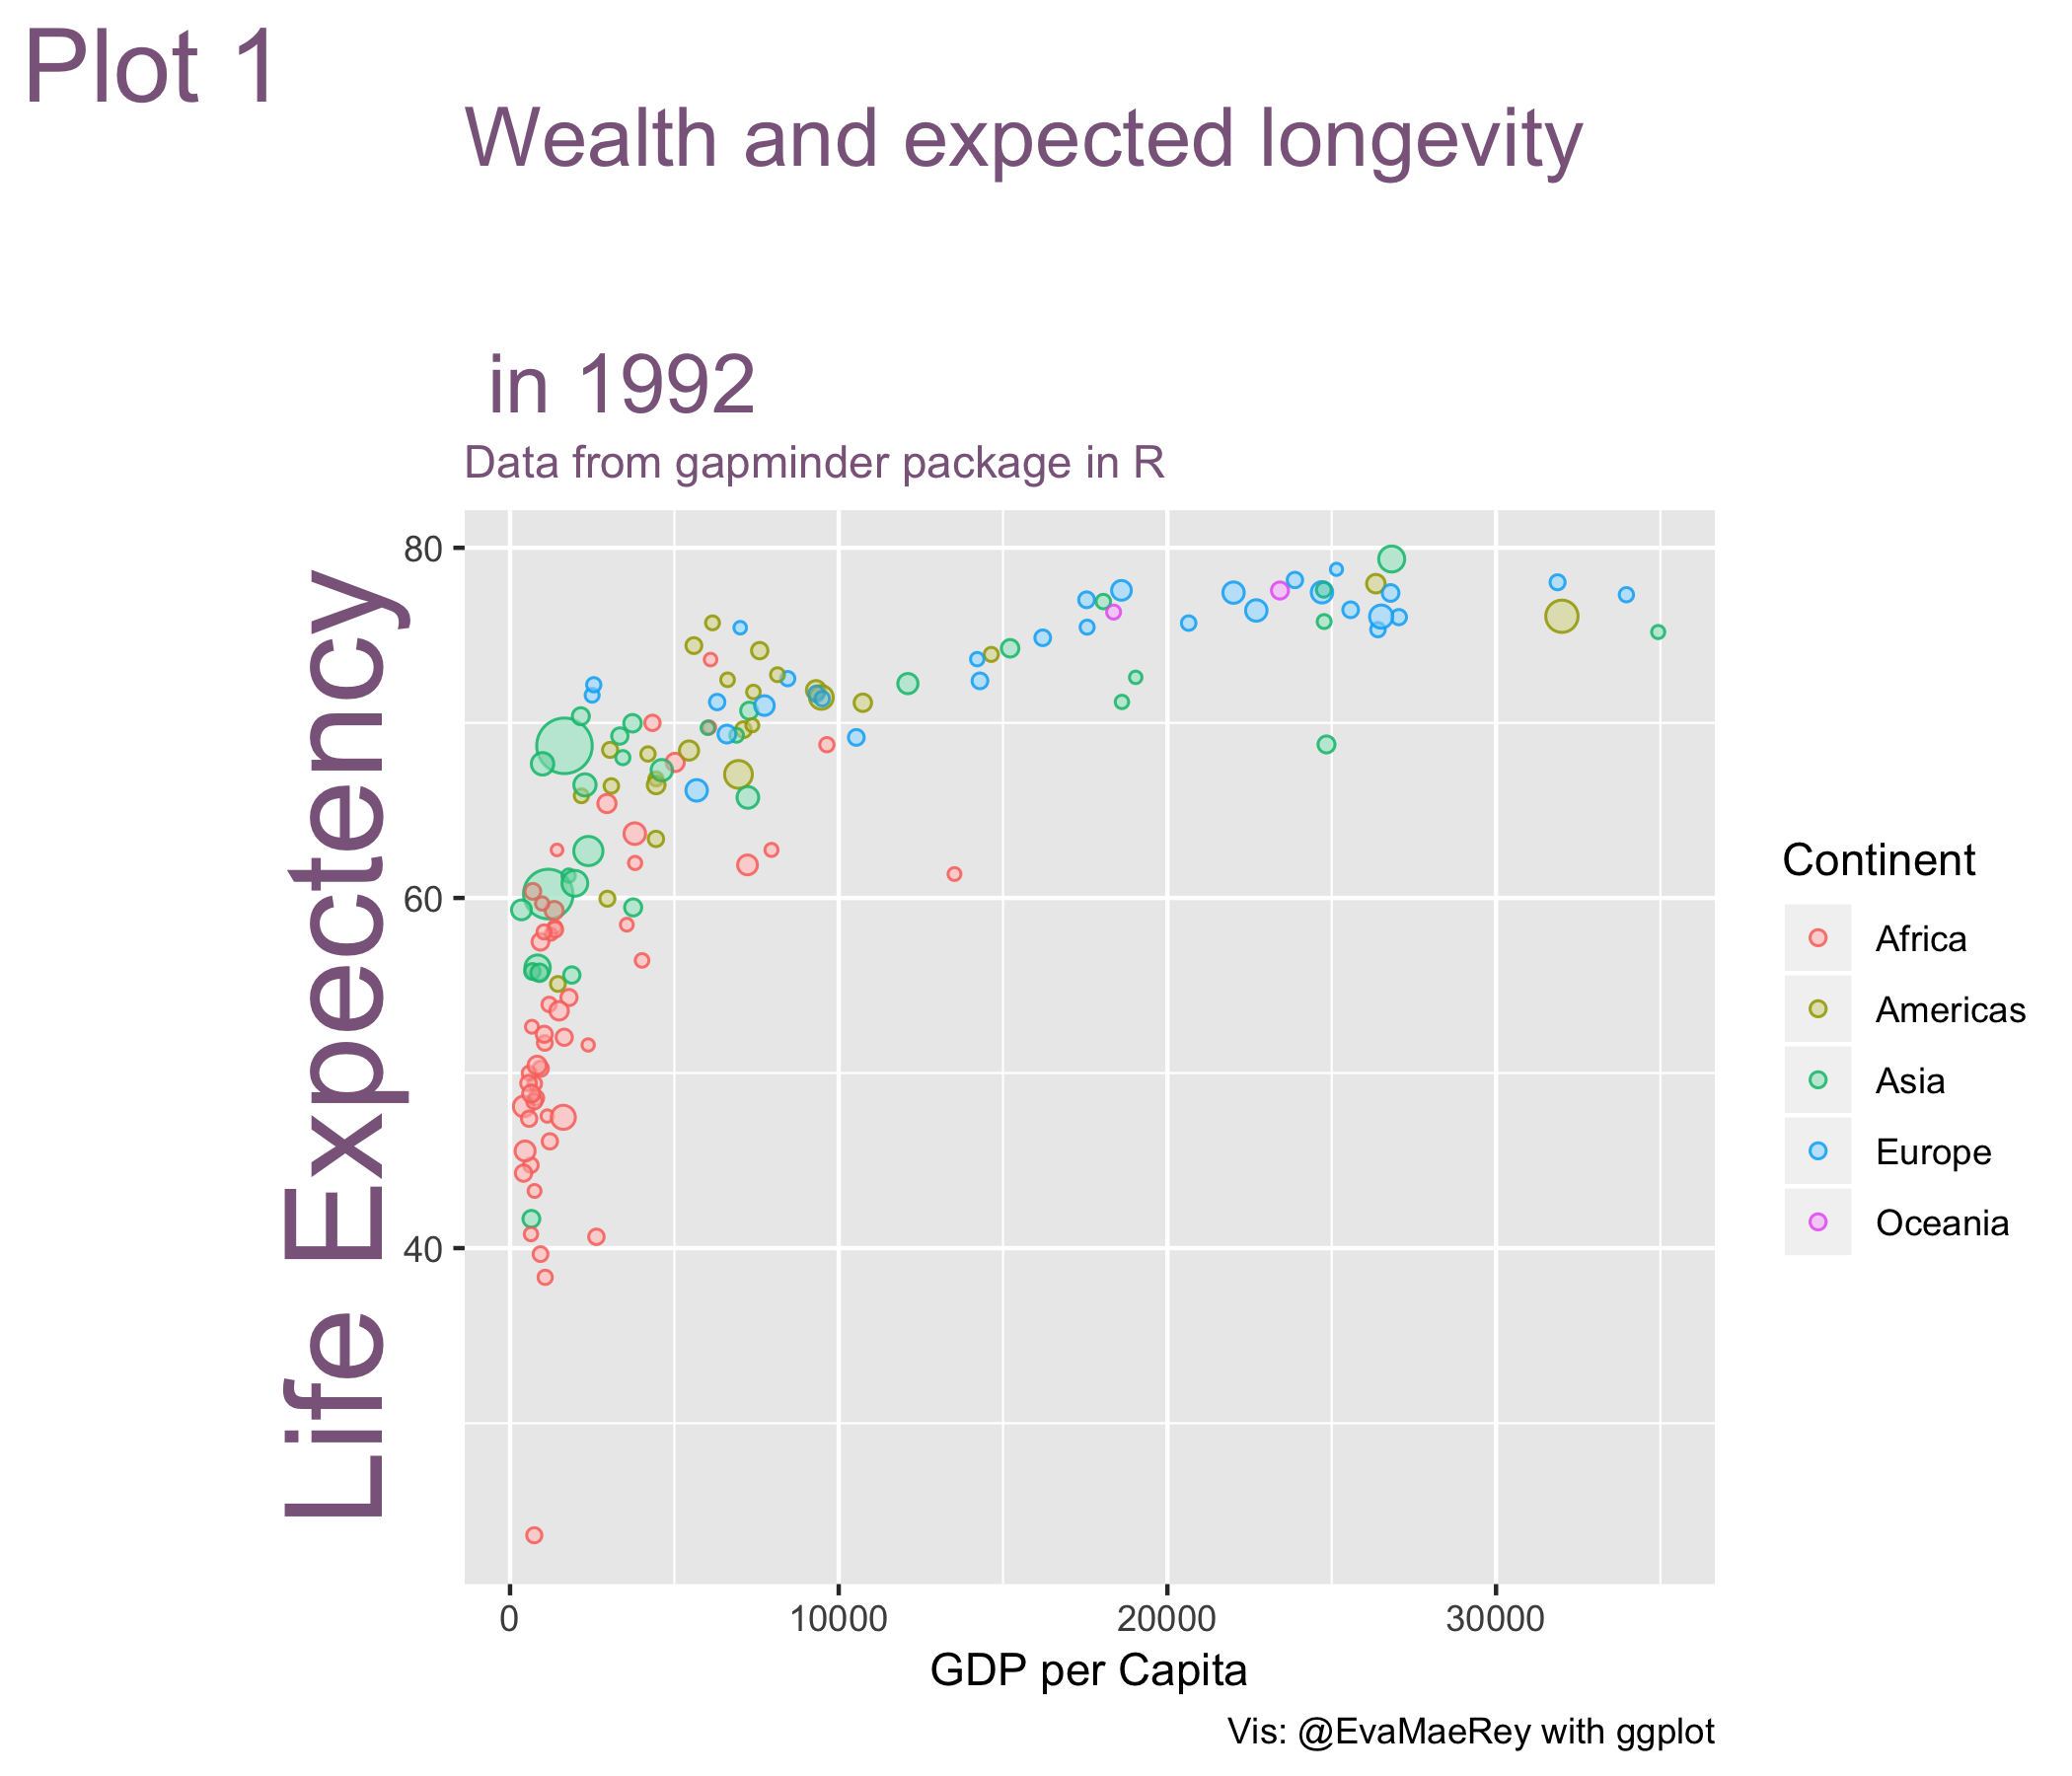 Plot 1
Wealth and expected longevity
in 1992
Data from gapminder package in R
Life Expectency
80
60
40
0 10000 20000 30000
GDP per Capita
Continent
Africa
Americas
Asia
Europe
Oceania
Vis: @EvaMaeRey with ggplot